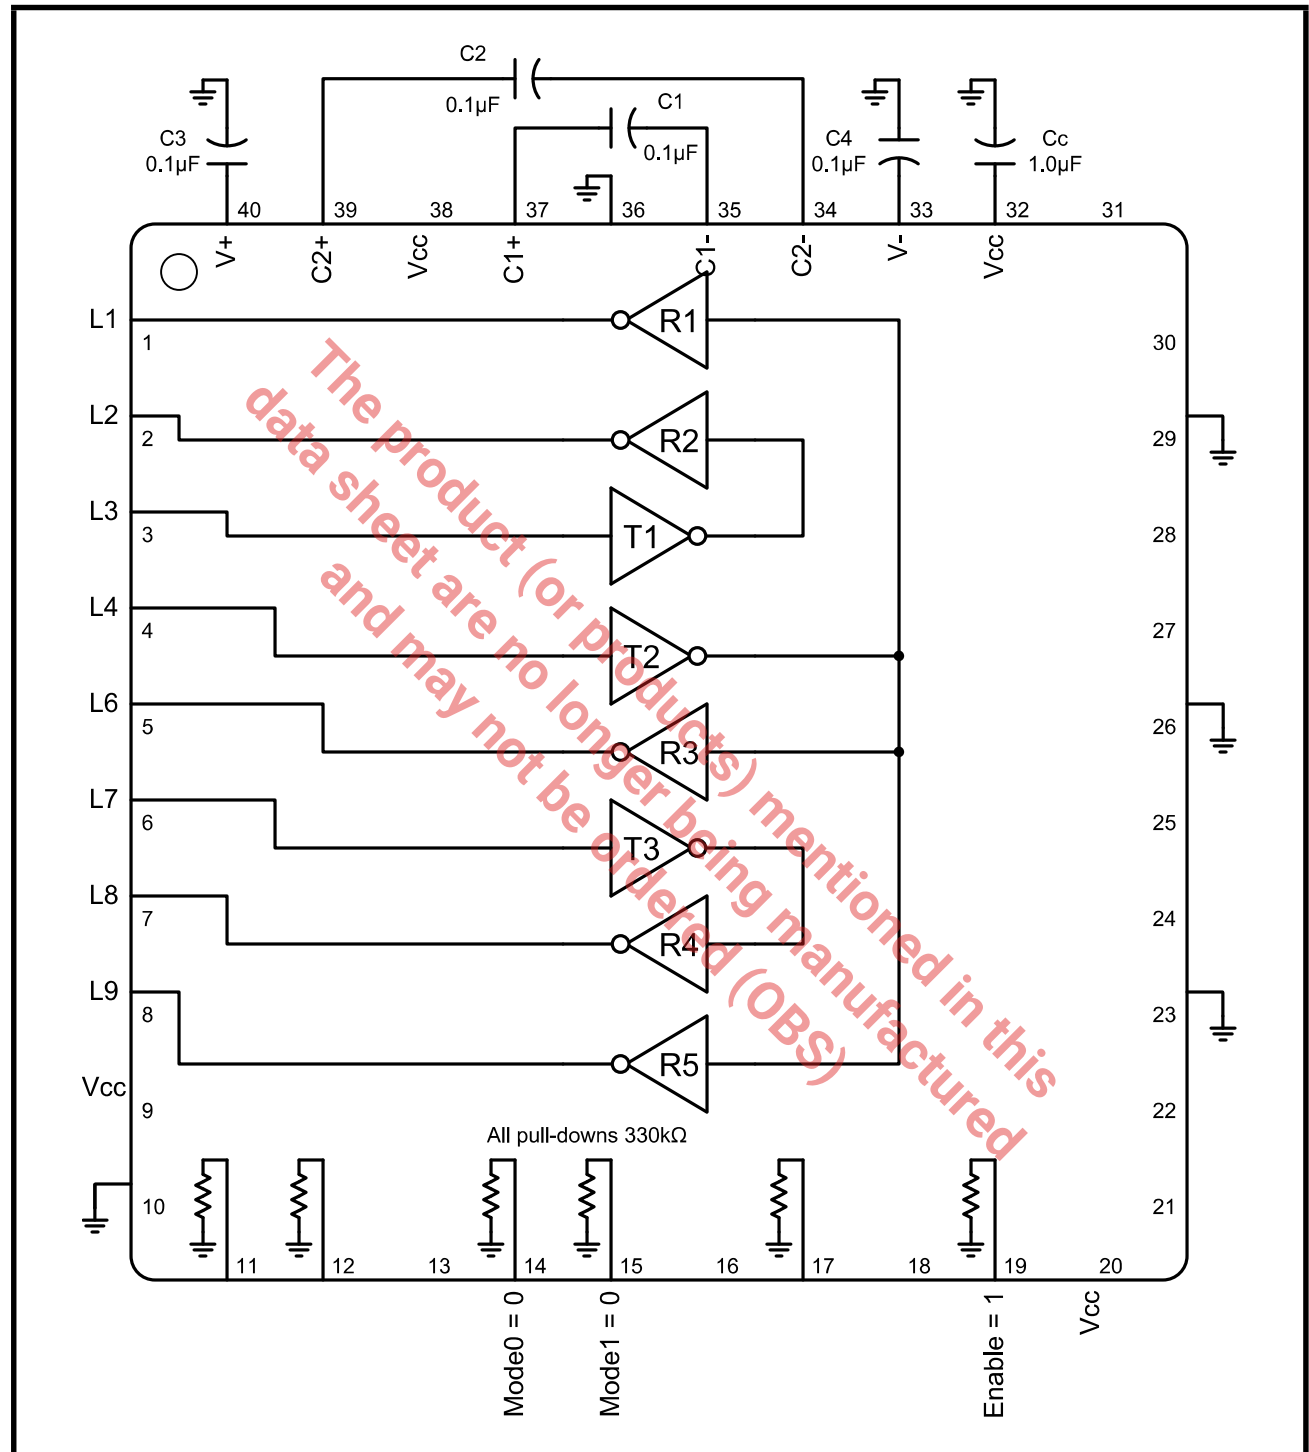 C2
0.1µF
C1
0.1µF
C3
0.1µF
C4
0.1µF
Cc
1.0µF
40
39
38
37
36
35
34
33
32
31
V+
C2+
Vcc
C1+
C1-
C2-
V-
Vcc
L1
1
R1
30
L2
2
R2
29
L3
3
T1
28
L4
4
T2
27
L6
5
R3
26
L7
6
T3
25
L8
7
R4
24
L9
8
R5
23
Vcc
9
22
All pull-downs 330kΩ
10
21
11
12
13
14
15
16
17
18
19
20
Mode0 = 0
Mode1 = 0
Enable = 1
Vcc
The product (or products) mentioned in this
data sheet are no longer being manufactured
and may not be ordered (OBS)